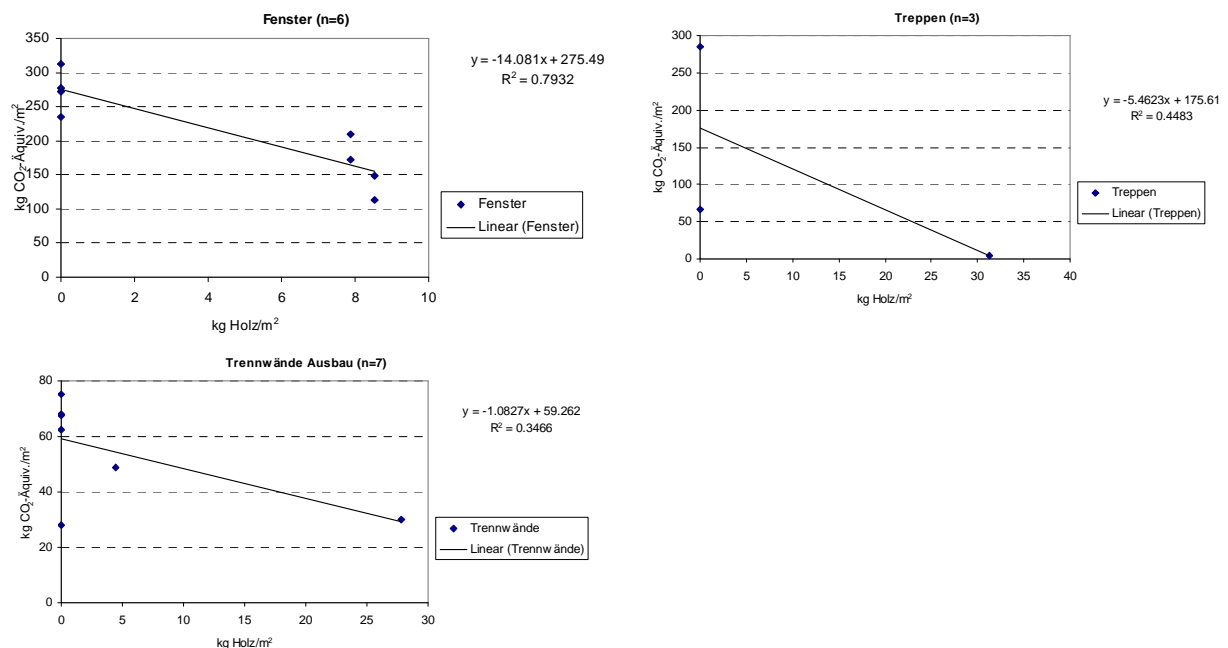 Fenster (n=6)
350
300
250
200
150
100
50
0
kg CO₂-Äquiv./m²
0 2 4 6 8 10
kg Holz/m²
y = -14.081x + 275.49
R² = 0.7932
Fenster
Linear (Fenster)
Treppen (n=3)
300
250
200
150
100
50
0
kg CO₂-Äquiv./m²
0 5 10 15 20 25 30 35 40
kg Holz/m²
y = -5.4623x + 175.61
R² = 0.4483
Treppen
Linear (Treppen)
Trennwände Ausbau (n=7)
80
60
40
20
0
kg CO₂-Äquiv./m²
0 5 10 15 20 25 30
kg Holz/m²
y = -1.0827x + 59.262
R² = 0.3466
Trennwände
Linear (Trennwände)